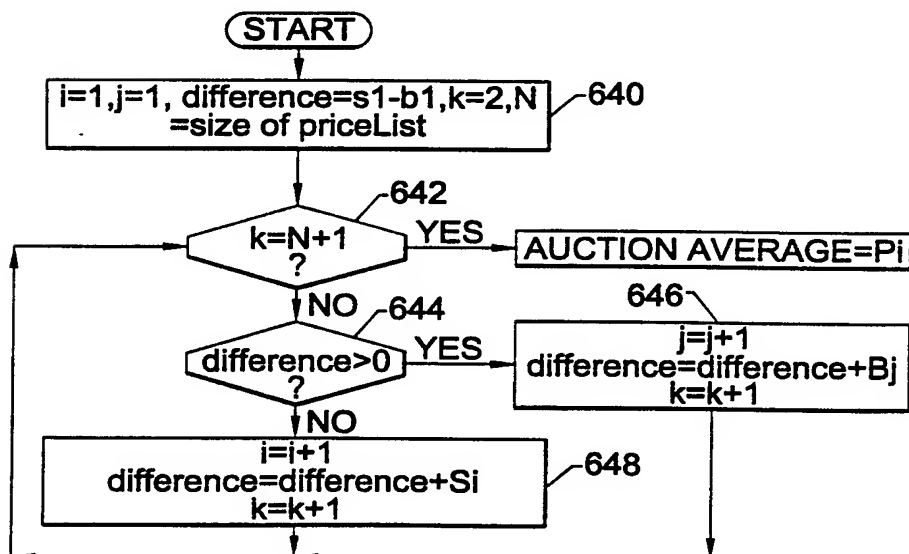 START
i=1,j=1, difference=s1-b1,k=2,N
=size of priceList
640
642
k=N+1
?
YES
AUCTION AVERAGE=Pi
NO
644
646
difference>0
?
YES
j=j+1
difference=difference+Bj
k=k+1
NO
i=i+1
difference=difference+Si
k=k+1
648